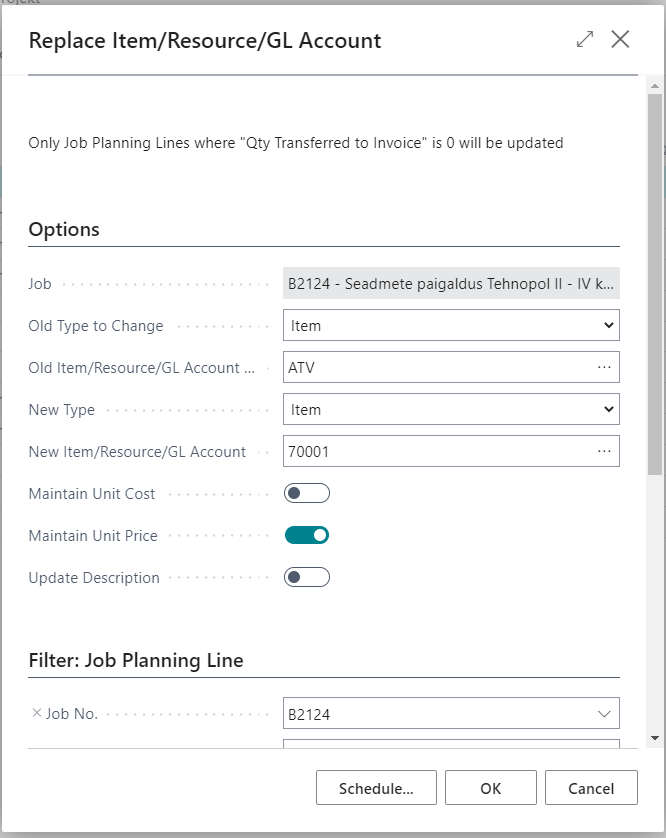 Replace Item/Resource/GL Account
Only Job Planning Lines where "Qty Transferred to Invoice" is 0 will be updated
Options
Job B2124 - Seadmete paigaldus Tehnopol II - IV k...
Old Type to Change Item
Old Item/Resource/GL Account ... ATV ...
New Type Item
New Item/Resource/GL Account 70001 ...
Maintain Unit Cost
Maintain Unit Price
Update Description
Filter: Job Planning Line
× Job No. B2124
Schedule... OK Cancel